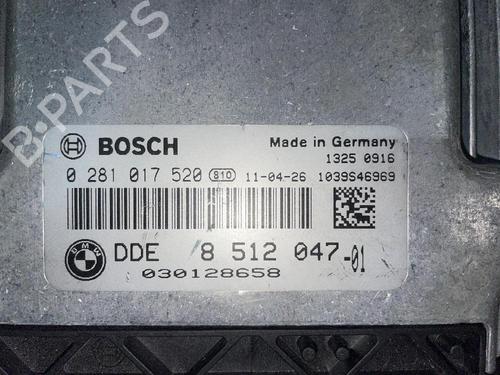 B-PARTS
BOSCH
Made in Germany
1325 0916
0 281 017 520 810 11-04-26 1039S46969
BMW
DDE 8 512 047-01
030128658